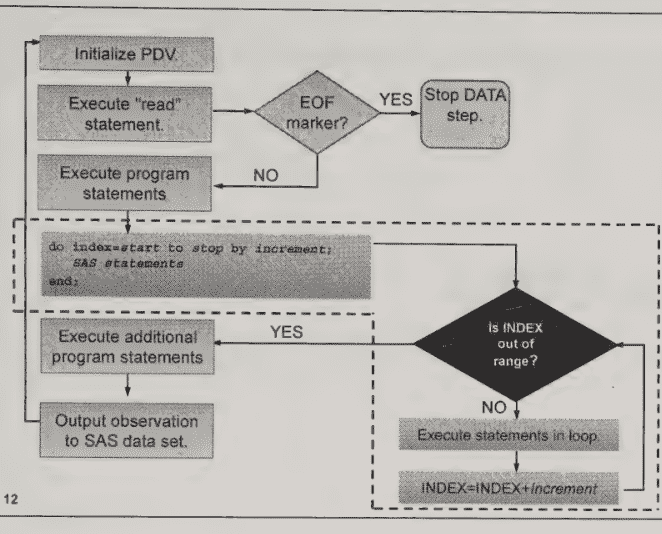 Initialize PDV.
Execute "read"
statement.
EOF
marker?
YES
Stop DATA
step.
NO
Execute program
statements
do index=start to stop by increment;
SAS statements
end;
Is INDEX
out of
range?
YES
Execute additional
program statements
NO
Execute statements in loop.
Output observation
to SAS data set.
INDEX=INDEX+increment
12